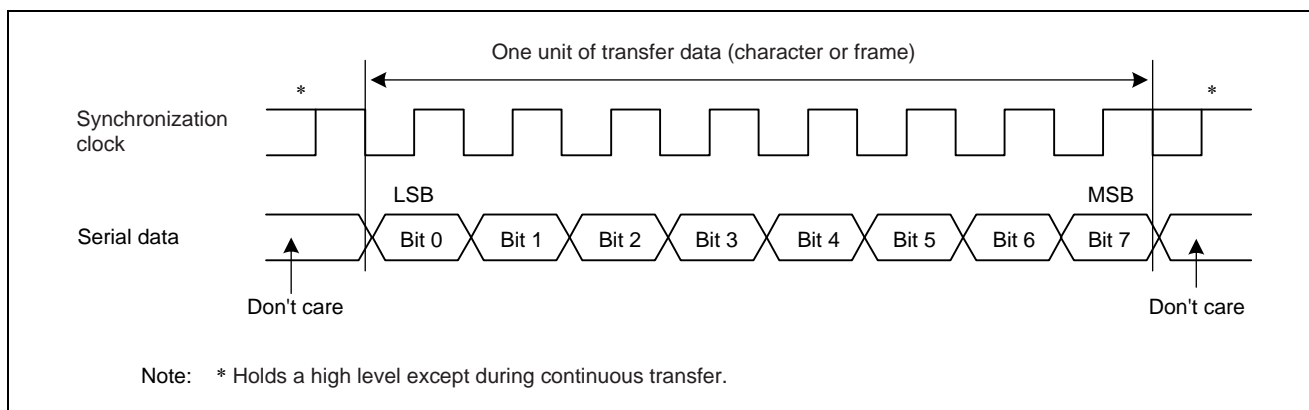 One unit of transfer data (character or frame)
* *
Synchronization
clock
LSB MSB
Serial data Bit 0 Bit 1 Bit 2 Bit 3 Bit 4 Bit 5 Bit 6 Bit 7
Don't care Don't care
Note: * Holds a high level except during continuous transfer.